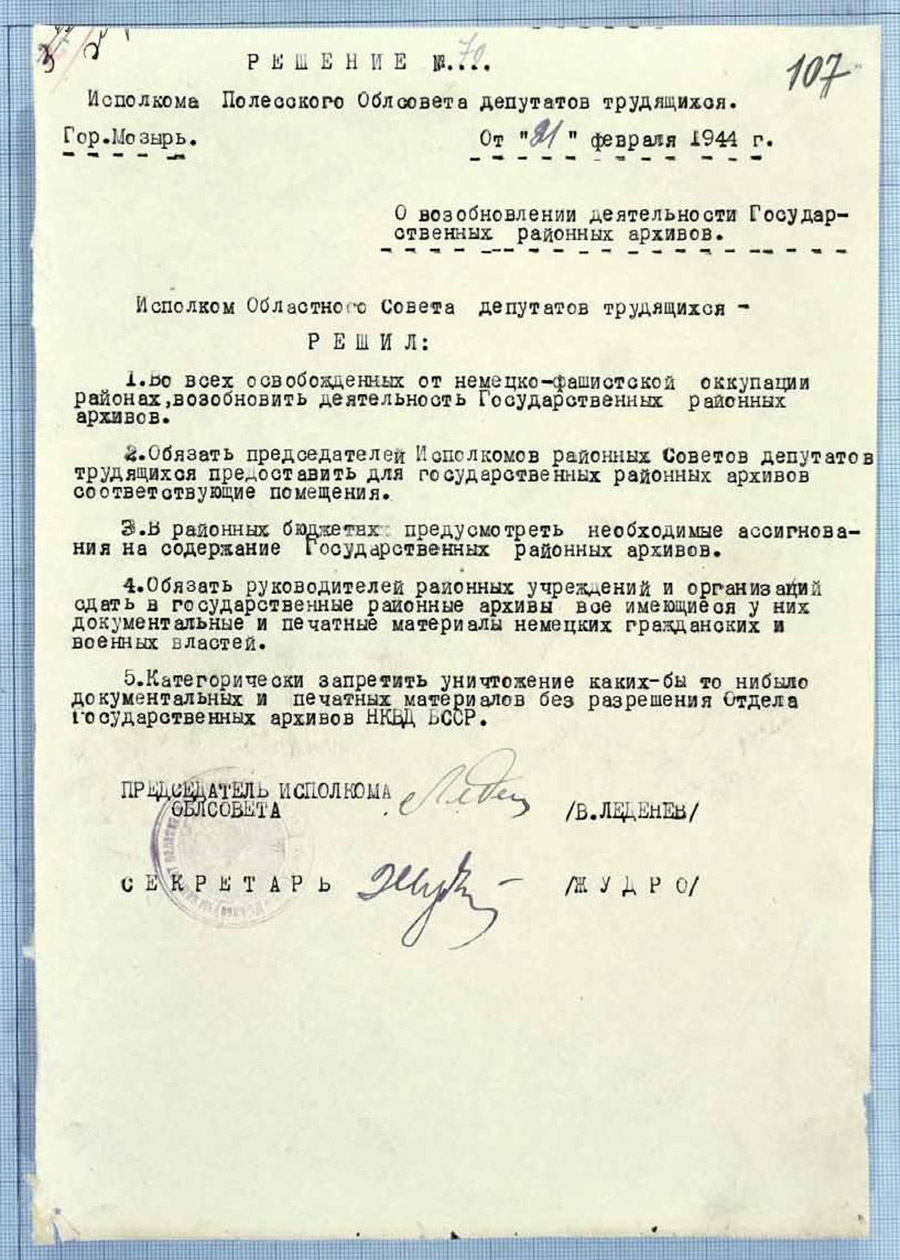 107
Р Е Ш Е Н И Е №.70...
Исполкома Полесского Облсовета депутатов трудящихся.
Гор.Мозырь. От "21" февраля 1944 г.
О возобновлении деятельности Государ-
ственных районных архивов.
Исполком Областного Совета депутатов трудящихся -
Р Е Ш И Л:
1.Во всех освобожденных от немецко-фашистской оккупации
районах,возобновить деятельность Государственных районных
архивов.
2.Обязать председателей Исполкомов районных Советов депутатов
трудящихся предоставить для государственных районных архивов
соответствующие помещения.
3.В районных бюджетах предусмотреть необходимые ассигнова-
ния на содержание Государственных районных архивов.
4.Обязать руководителей районных учреждений и организаций
сдать в государственные районные архивы все имеющиеся у них
документальные и печатные материалы немецких гражданских и
военных властей.
5.Категорически запретить уничтожение каких-бы то нибыло
документальных и печатных материалов без разрешения Отдела
Государственных архивов НКВД БССР.
ПРЕДСЕДАТЕЛЬ ИСПОЛКОМА
ОБЛСОВЕТА /В.ЛЕДЕНЕВ/
С Е К Р Е Т А Р Ь /Ж У Д Р О/